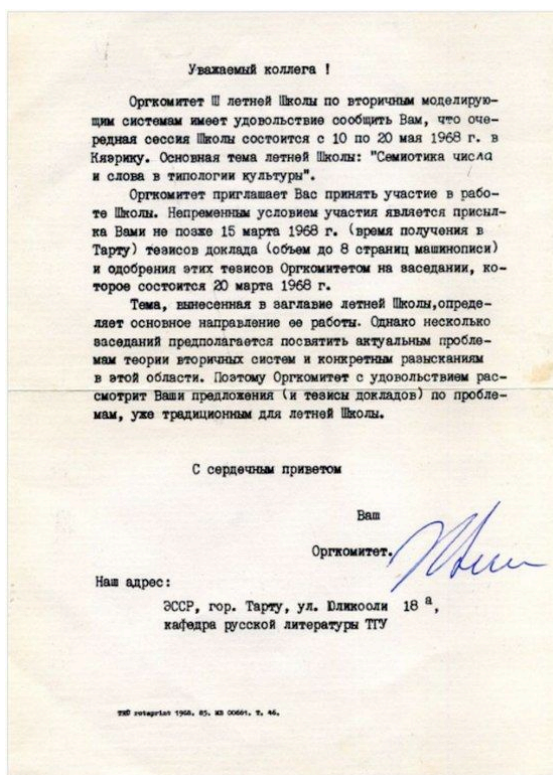 Уважаемый коллега !
Оргкомитет Ш летней Школы по вторичным моделирую-
щим системам имеет удовольствие сообщить Вам, что оче-
редная сессия Школы состоится с 10 по 20 мая 1968 г. в
Кяэрику. Основная тема летней Школы: "Семиотика числа
и слова в типологии культуры".
Оргкомитет приглашает Вас принять участие в рабо-
те Школы. Непременным условием участия является присыл-
ка Вами не позже 15 марта 1968 г. (время получения в
Тарту) тезисов доклада (объем до 8 страниц машинописи)
и одобрения этих тезисов Оргкомитетом на заседании, ко-
торое состоится 20 марта 1968 г.
Тема, вынесенная в заглавие летней Школы,опреде-
ляет основное направление ее работы. Однако несколько
заседаний предполагается посвятить актуальным пробле-
мам теории вторичных систем и конкретным разысканиям
в этой области. Поэтому Оргкомитет с удовольствием рас-
смотрит Ваши предложения (и тезисы докладов) по пробле-
мам, уже традиционным для летней Школы.
С сердечным приветом
Ваш
Оргкомитет.
Наш адрес:
ЭССР, гор. Тарту, ул. Юликооли 18 а,
кафедра русской литературы ТГУ
rotaprint 1968. 85. T. 46.